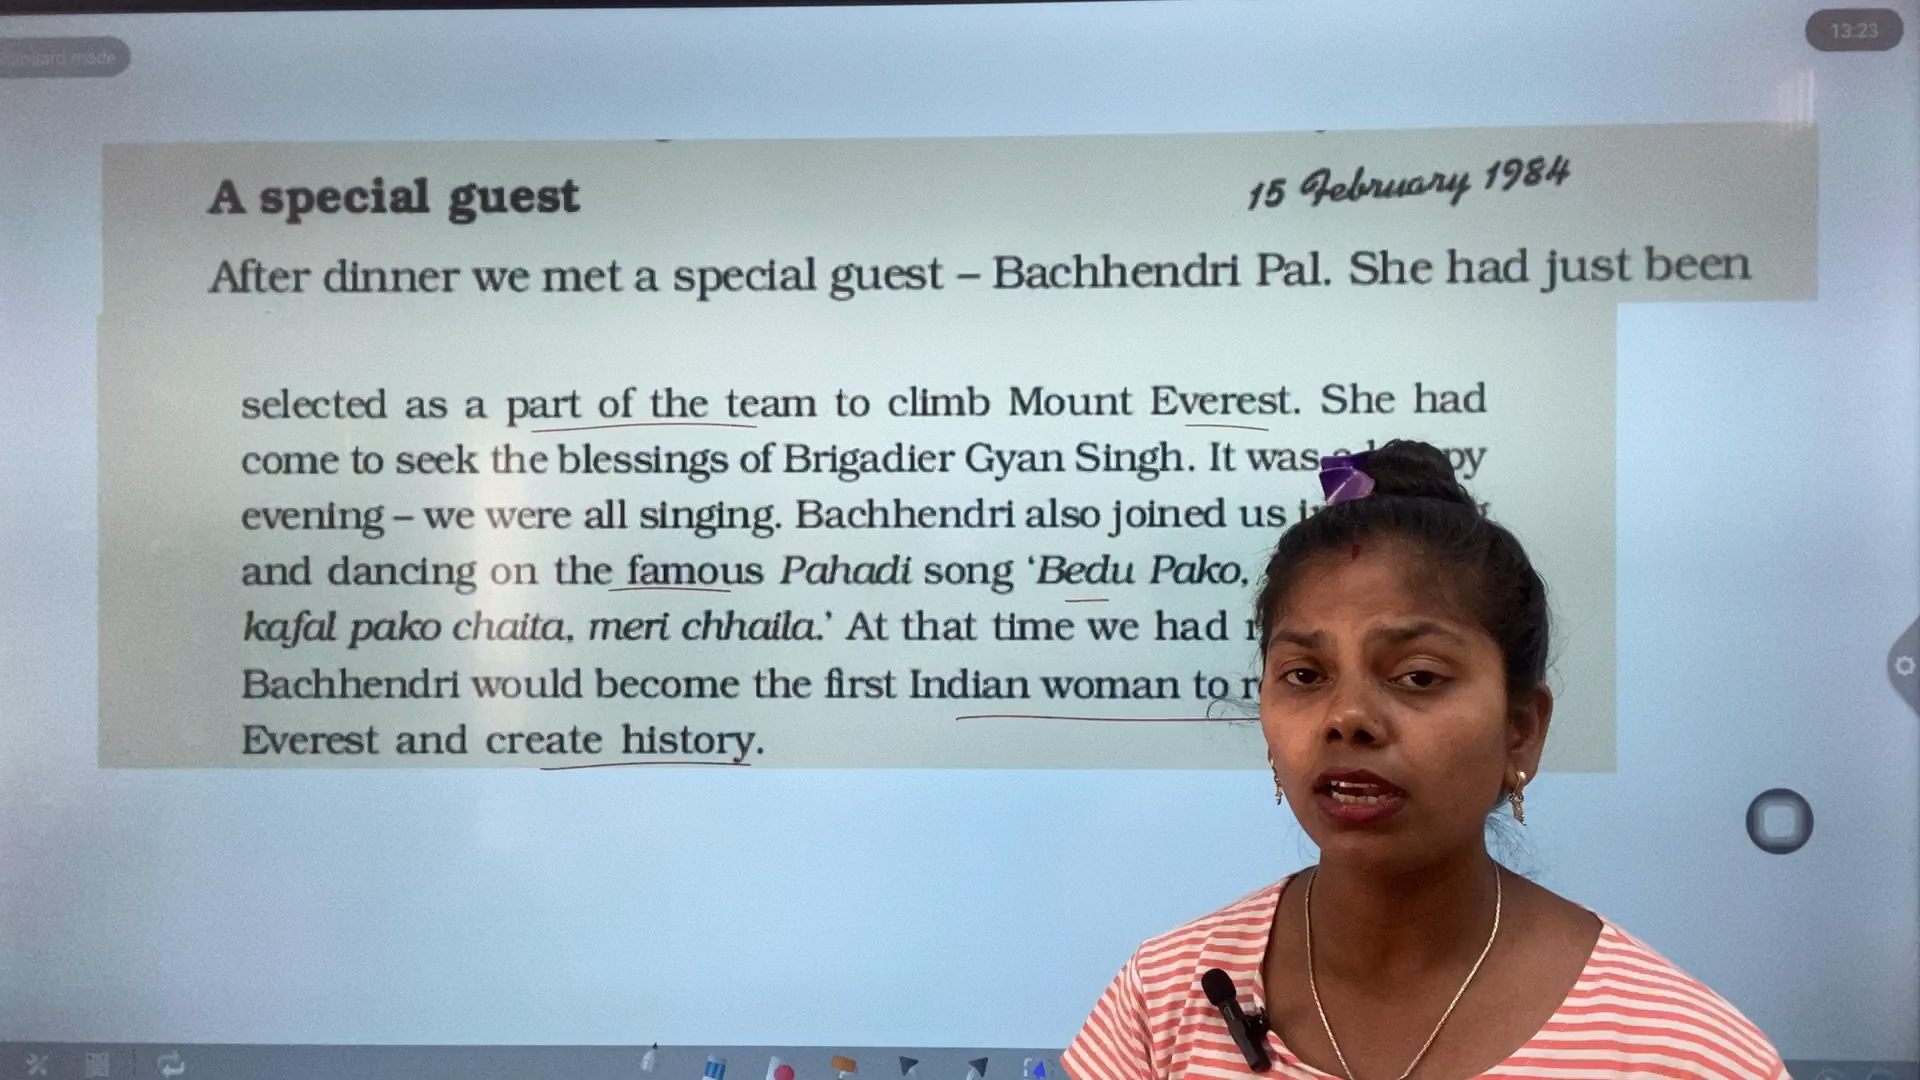 standard mode
13:23
A special guest
15 February 1984
After dinner we met a special guest – Bachhendri Pal. She had just been
selected as a part of the team to climb Mount Everest. She had
come to seek the blessings of Brigadier Gyan Singh. It was
evening – we were all singing. Bachhendri also joined us
and dancing on the famous Pahadi song ‘Bedu Pako,
kafal pako chaita, meri chhaila.’ At that time we had
Bachhendri would become the first Indian woman to
Everest and create history.